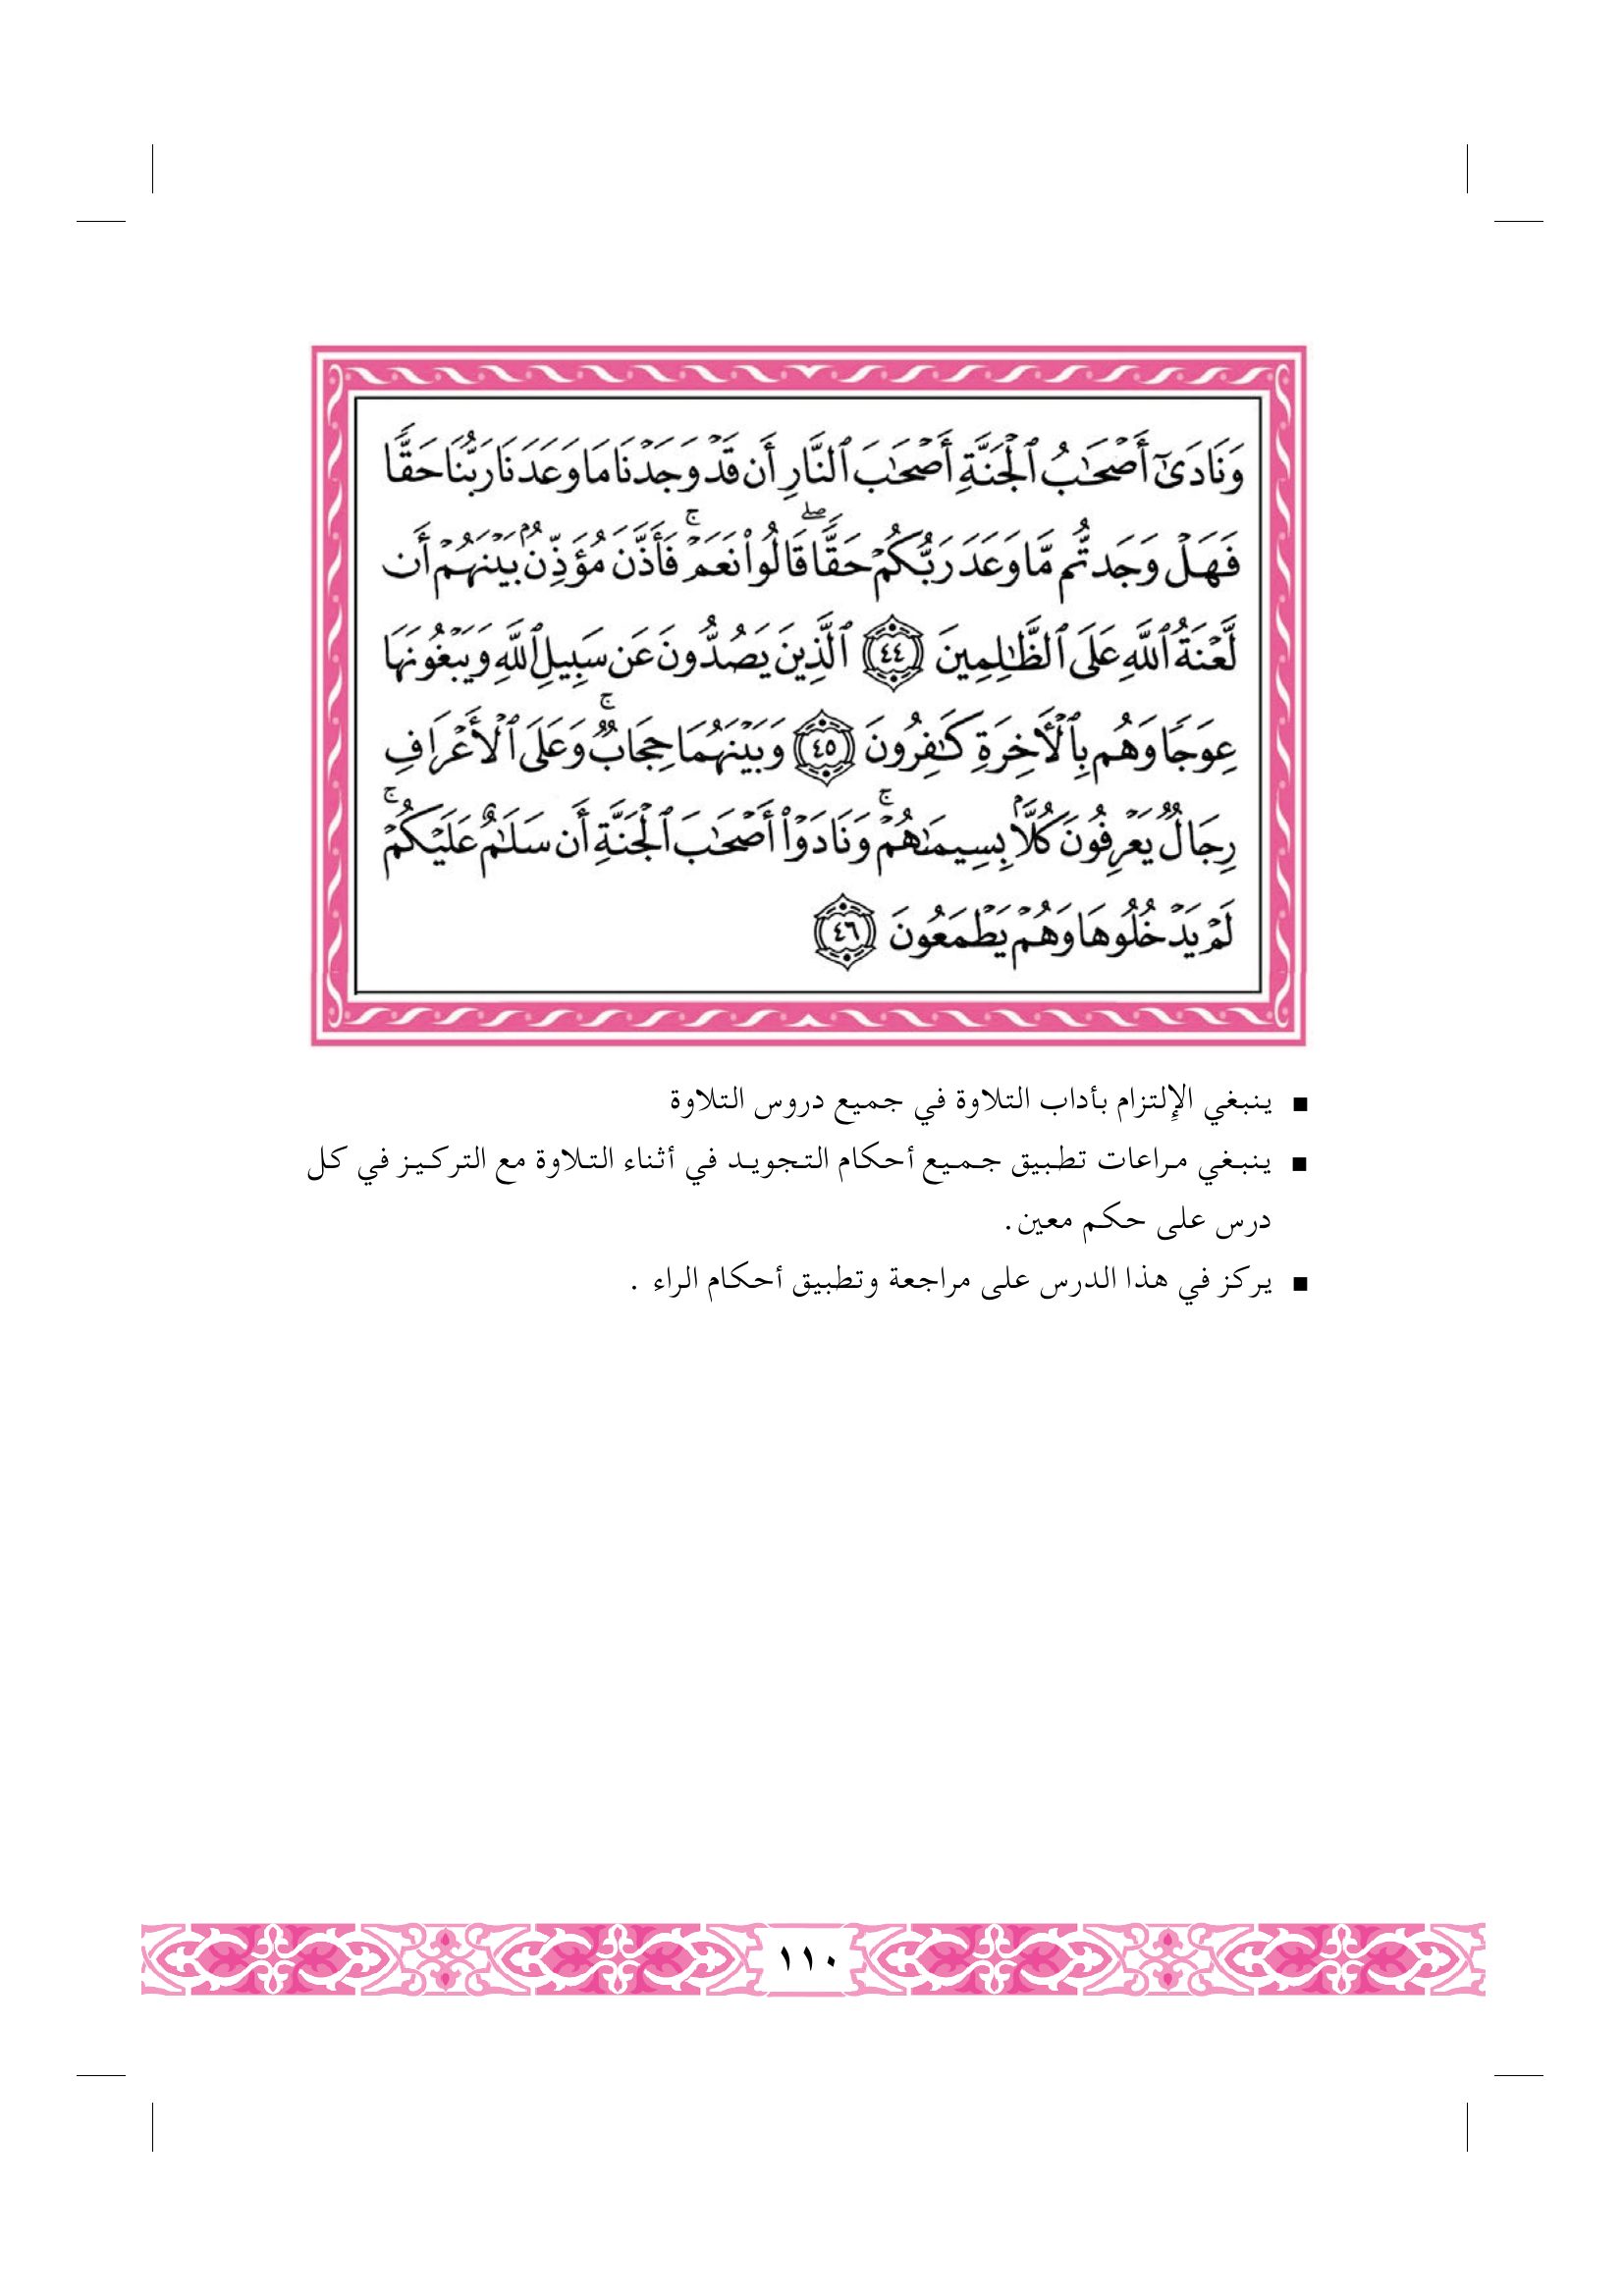 وَنَادَىٰٓ أَصْحَٰبُ ٱلْجَنَّةِ أَصْحَٰبَ ٱلنَّارِ أَن قَدْ وَجَدْنَا مَا وَعَدَنَا رَبُّنَا حَقًّا
فَهَلْ وَجَدتُّم مَّا وَعَدَ رَبُّكُمْ حَقًّاۖ قَالُوا۟ نَعَمْۚ فَأَذَّنَ مُؤَذِّنٌۢ بَيْنَهُمْ أَن
لَّعْنَةُ ٱللَّهِ عَلَى ٱلظَّٰلِمِينَ ٤٤ ٱلَّذِينَ يَصُدُّونَ عَن سَبِيلِ ٱللَّهِ وَيَبْغُونَهَا
عِوَجًا وَهُم بِٱلْأَخِرَةِ كَٰفِرُونَ ٤٥ وَبَيْنَهُمَا حِجَابٌۚ وَعَلَى ٱلْأَعْرَافِ
رِجَالٌ يَعْرِفُونَ كُلًّۢا بِسِيمَىٰهُمْۚ وَنَادَوْا۟ أَصْحَٰبَ ٱلْجَنَّةِ أَن سَلَٰمٌ عَلَيْكُمْۚ
لَمْ يَدْخُلُوهَا وَهُمْ يَطْمَعُونَ ٤٦
▪ ينبغي الإِلتزام بأداب التلاوة في جميع دروس التلاوة
▪ ينبغي مراعات تطبيق جميع أحكام التجويد في أثناء التلاوة مع التركيز في كل
درس على حكم معين.
▪ يركز في هذا الدرس على مراجعة وتطبيق أحكام الراء .
١١٠